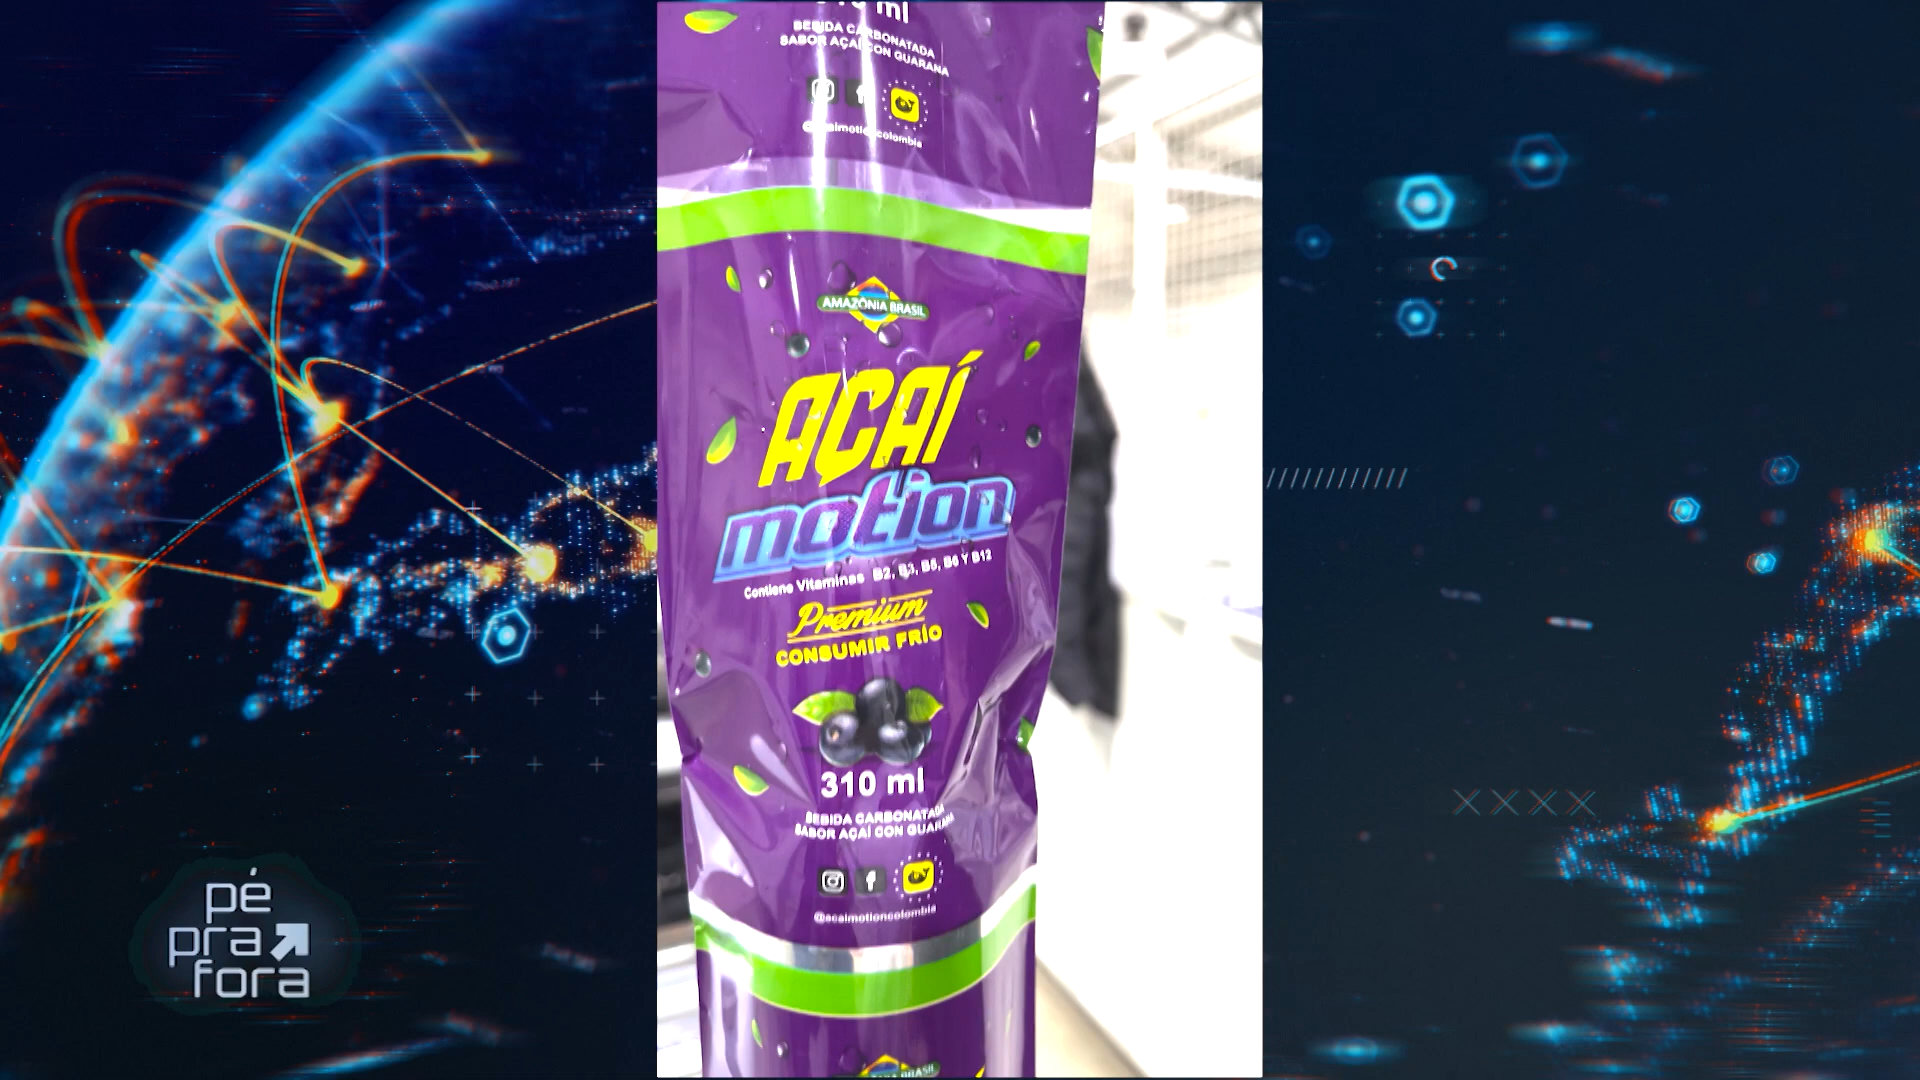 BEBIDA CARBONATADA
SABOR AÇAÍ CON GUARANA
@acaimotioncolombia
AMAZÔNIA BRASIL
AÇAÍ
motion
Contiene Vitaminas B2, B3, B5, B6 Y B12
Premium
CONSUMIR FRÍO
310 ml
BEBIDA CARBONATADA
SABOR AÇAÍ CON GUARANA
@acaimotioncolombia
pé
pra
fora